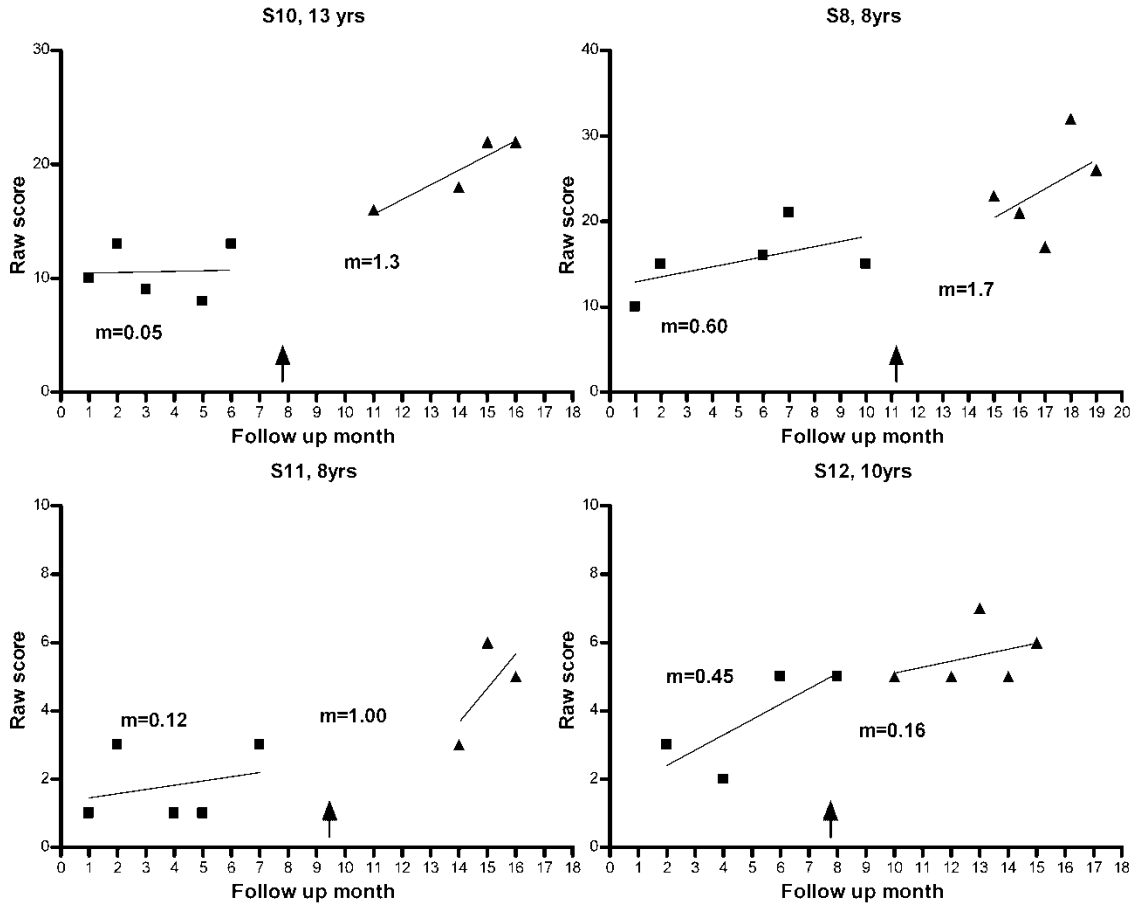 S10, 13 yrs
30
20
10
0
Raw score
m=0.05
m=1.3
0 1 2 3 4 5 6 7 8 9 10 11 12 13 14 15 16 17 18
Follow up month
S8, 8yrs
40
30
20
10
0
Raw score
m=0.60
m=1.7
0 1 2 3 4 5 6 7 8 9 10 11 12 13 14 15 16 17 18 19 20
Follow up month
S11, 8yrs
10
8
6
4
2
0
Raw score
m=0.12
m=1.00
0 1 2 3 4 5 6 7 8 9 10 11 12 13 14 15 16 17 18
Follow up month
S12, 10yrs
10
8
6
4
2
0
Raw score
m=0.45
m=0.16
0 1 2 3 4 5 6 7 8 9 10 11 12 13 14 15 16 17 18
Follow up month